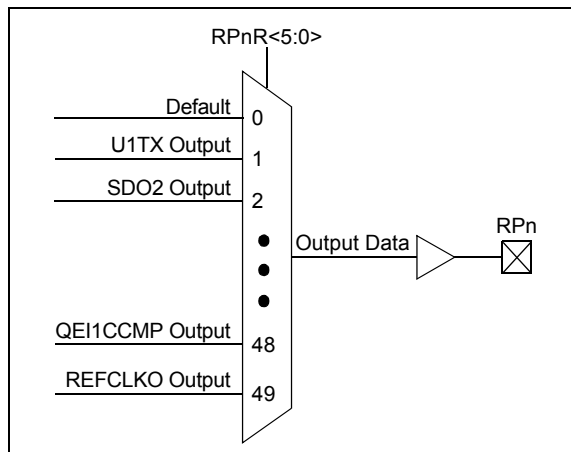 RPnR<5:0>
Default
0
U1TX Output
1
SDO2 Output
2
Output Data
RPn
QEI1CCMP Output
48
REFCLKO Output
49